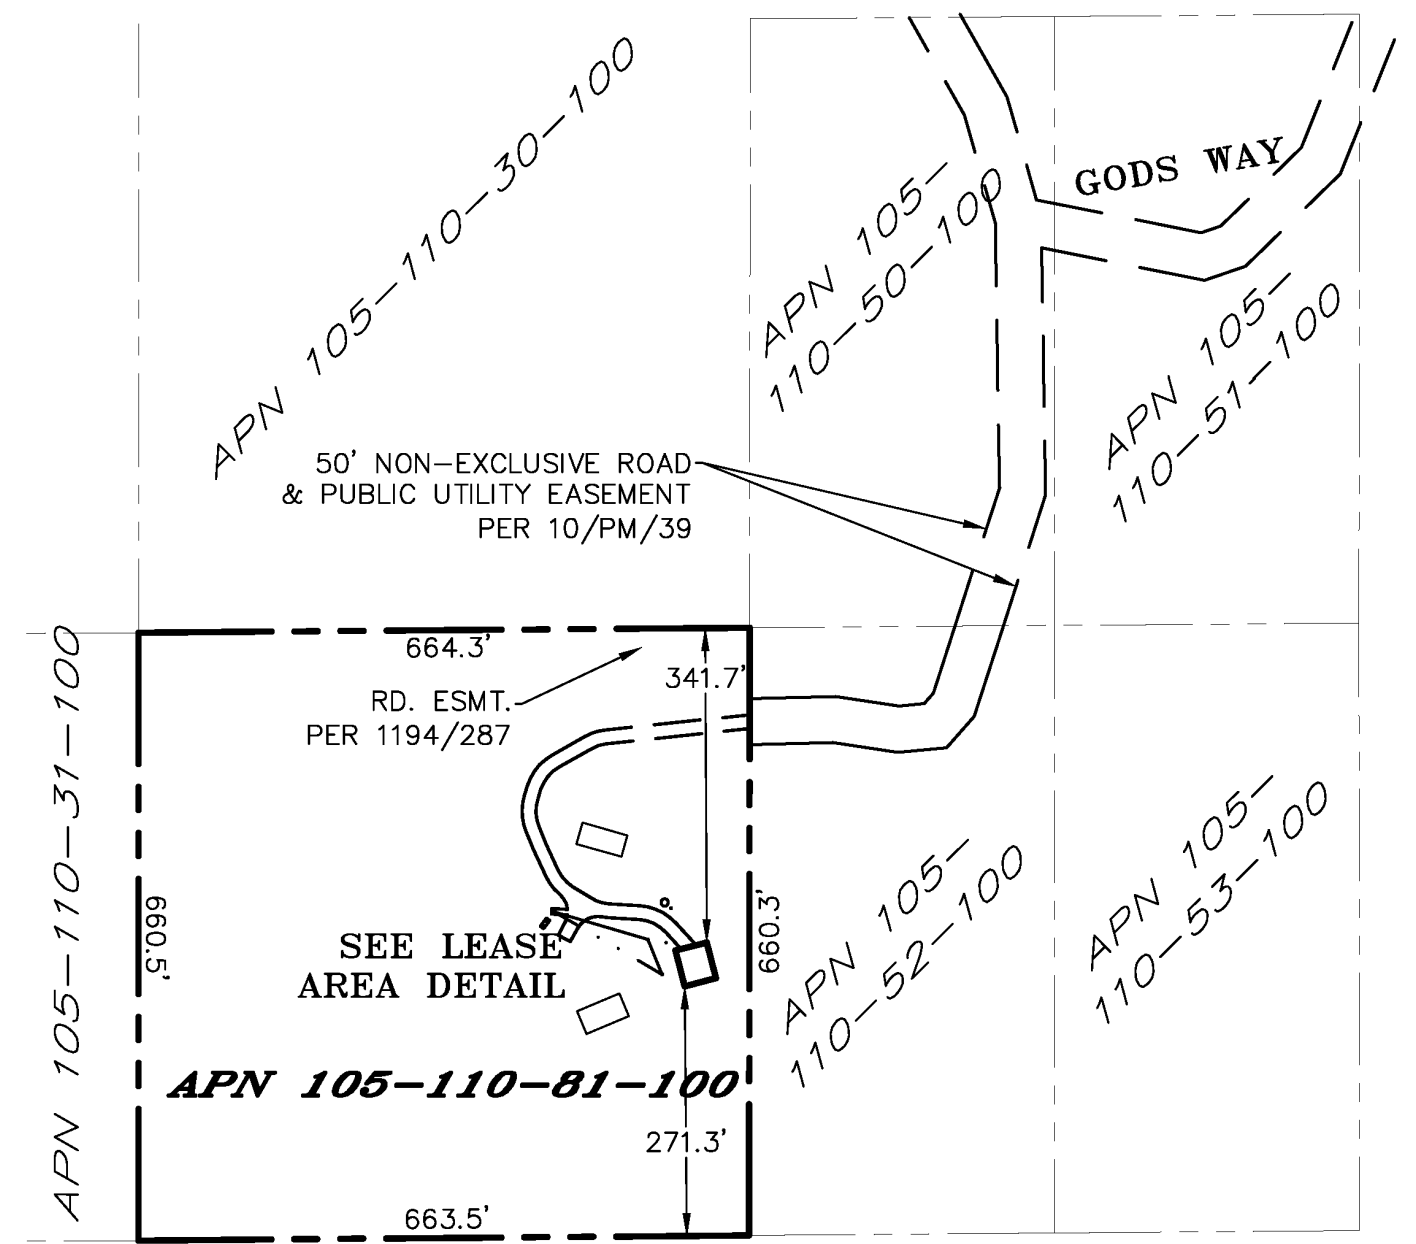 APN 105-110-30-100
GODS WAY
APN 105-
110-50-100
APN 105-
110-51-100
50' NON-EXCLUSIVE ROAD
& PUBLIC UTILITY EASEMENT
PER 10/PM/39
APN 105-110-31-100
664.3'
341.7'
RD. ESMT.
PER 1194/287
660.5'
660.3'
SEE LEASE
AREA DETAIL
APN 105-
110-52-100
APN 105-
110-53-100
APN 105-110-81-100
271.3'
663.5'